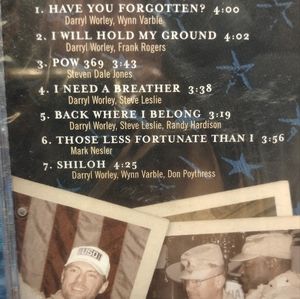 1. HAVE YOU FORGOTTEN? 4:00
Darryl Worley, Wynn Varble
2. I WILL HOLD MY GROUND 4:02
Darryl Worley, Frank Rogers
3. POW 369 3:43
Steven Dale Jones
4. I NEED A BREATHER 3:38
Darryl Worley, Steve Leslie
5. BACK WHERE I BELONG 3:19
Darryl Worley, Steve Leslie, Randy Hardison
6. THOSE LESS FORTUNATE THAN I 3:56
Mark Nesler
7. SHILOH 4:25
Darryl Worley, Wynn Varble, Don Poythress
USO